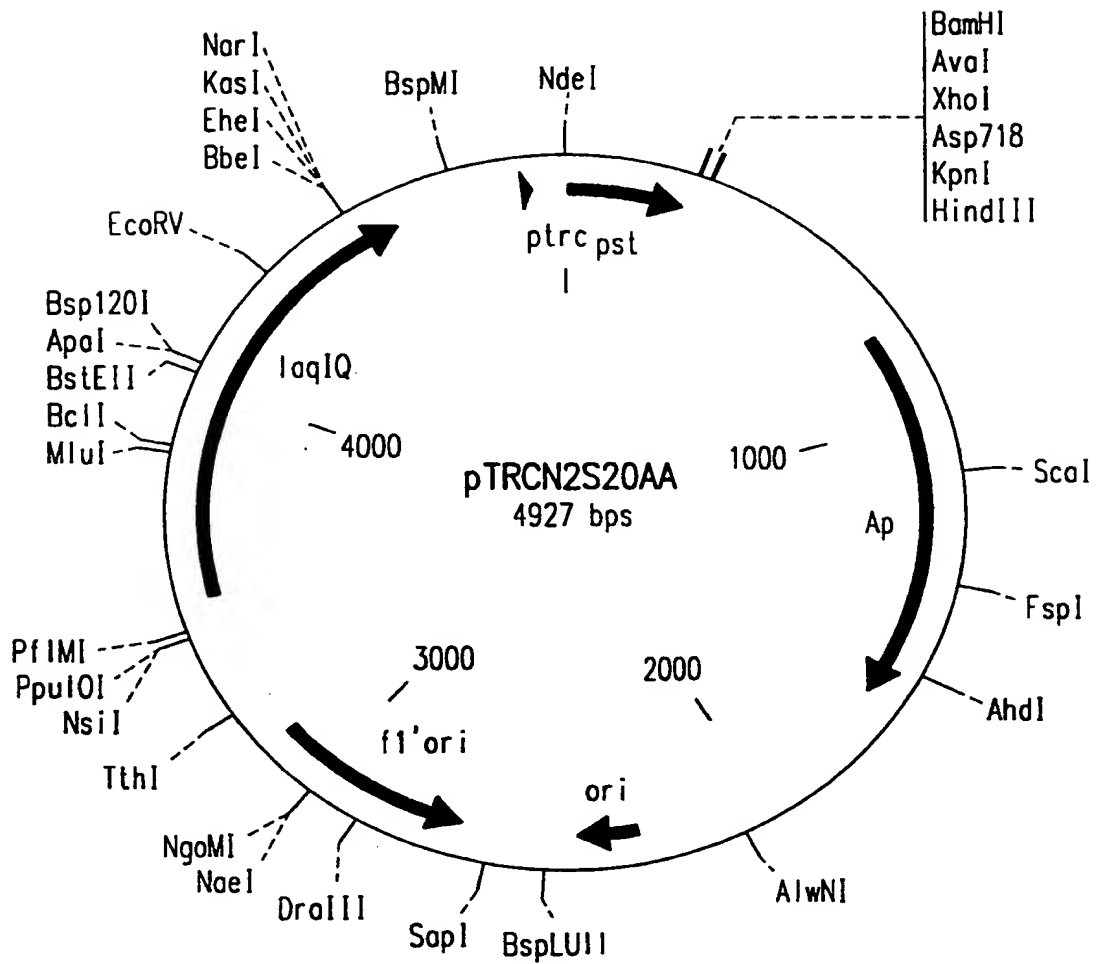 NarI
KasI
EheI
BbeI
BspMI
NdeI
BamHI
AvaI
XhoI
Asp718
KpnI
HindIII
EcoRV
ptrc
pst
Bsp120I
ApaI
BstEII
BclI
MluI
laqIQ
4000
1000
pTRCN2S20AA
4927 bps
ScaI
Ap
FspI
PflMI
Ppu10I
NsiI
3000
2000
AhdI
TthI
f1'ori
ori
NgoMI
NaeI
DraIII
SapI
BspLU11
AlwNI